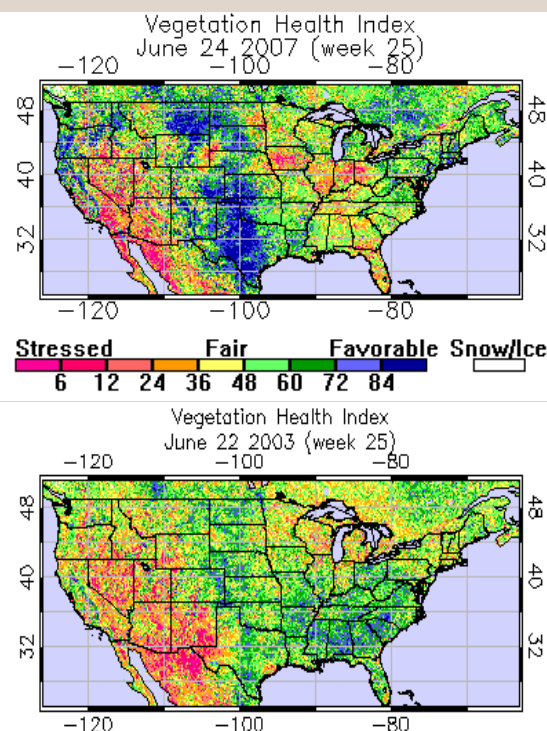 Vegetation Health Index
June 24 2007 (week 25)
−120 −100 −80
48 48
40 40
32 32
−120 −100 −80
Stressed Fair Favorable Snow/Ice
6 12 24 36 48 60 72 84
Vegetation Health Index
June 22 2003 (week 25)
−120 −100 −80
48 48
40 40
32 32
−120 −100 −80